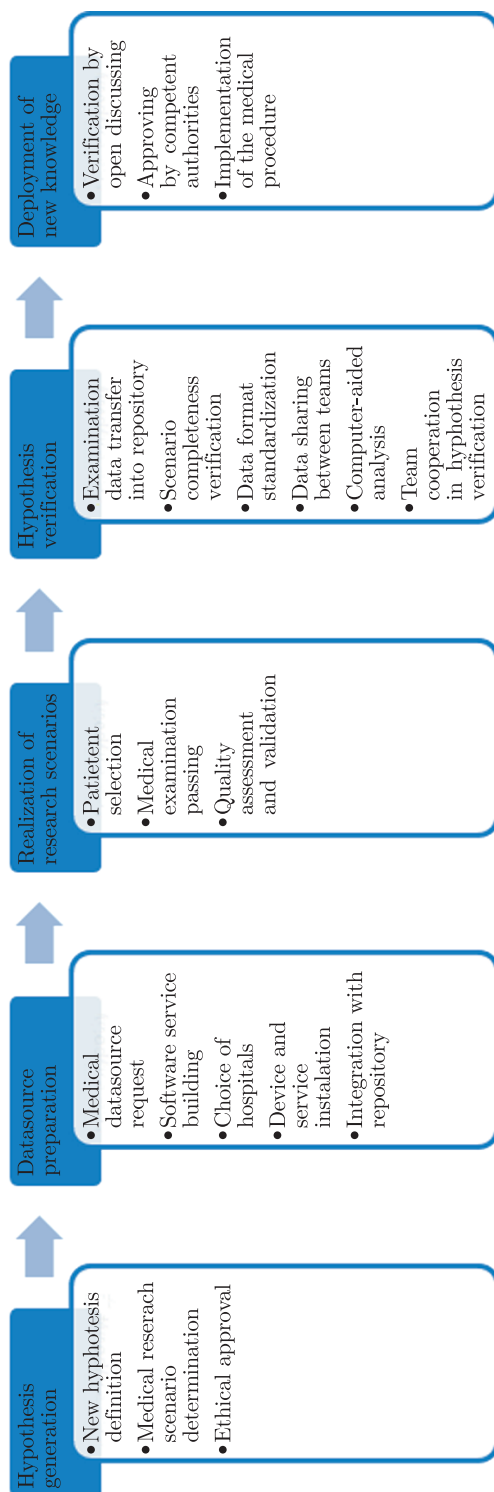 Hypothesis
generation
• New hyphotesis
definition
• Medical reserach
scenario
determination
• Ethical approval
Datasource
preparation
• Medical
datasource
request
• Software service
building
• Choice of
hospitals
• Device and
service
instalation
• Integration with
repository
Realization of
research scenarios
• Patietent
selection
• Medical
examination
passing
• Quality
assessment
and validation
Hypothesis
verification
• Examination
data transfer
into repository
• Scenario
completeness
verification
• Data format
standardization
• Data sharing
between teams
• Computer-aided
analysis
• Team
cooperation
in hyphothesis
verification
Deployment of
new knowledge
• Verification by
open discussing
• Approving
by competent
authorities
• Implementation
of the medical
procedure